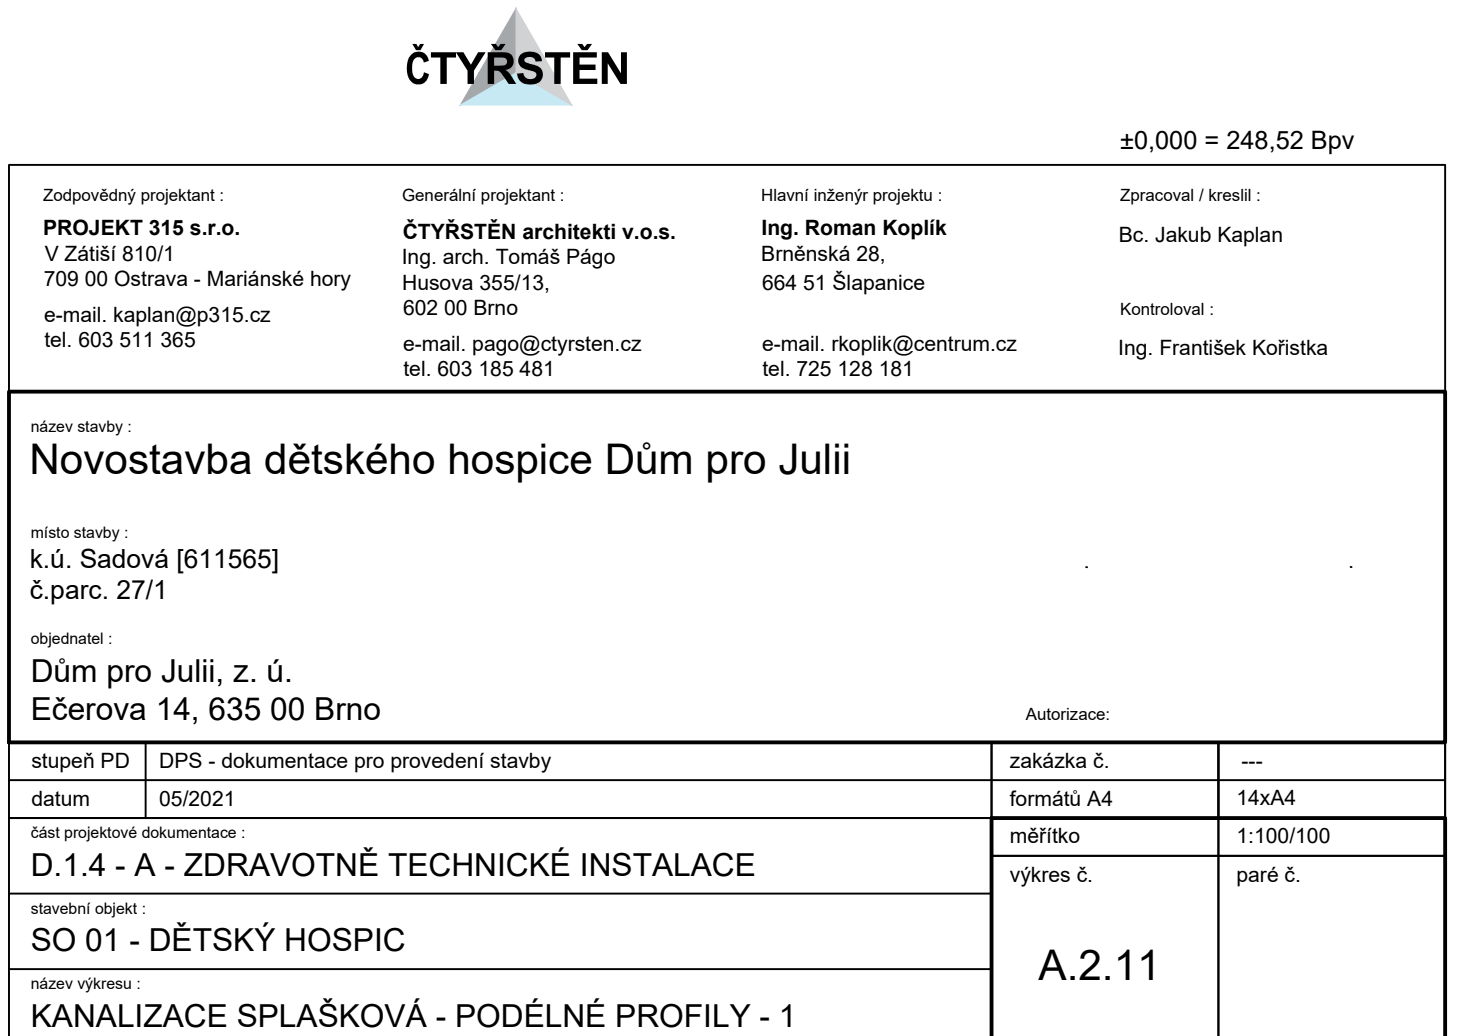 ČTYŘSTĚN
±0,000 = 248,52 Bpv
Zodpovědný projektant :
PROJEKT 315 s.r.o.
V Zátiší 810/1
709 00 Ostrava - Mariánské hory
e-mail. kaplan@p315.cz
tel. 603 511 365
Generální projektant :
ČTYŘSTĚN architekti v.o.s.
Ing. arch. Tomáš Págo
Husova 355/13,
602 00 Brno
e-mail. pago@ctyrsten.cz
tel. 603 185 481
Hlavní inženýr projektu :
Ing. Roman Koplík
Brněnská 28,
664 51 Šlapanice
e-mail. rkoplik@centrum.cz
tel. 725 128 181
Zpracoval / kreslil :
Bc. Jakub Kaplan
Kontroloval :
Ing. František Kořistka
název stavby :
Novostavba dětského hospice Dům pro Julii
místo stavby :
k.ú. Sadová [611565]
č.parc. 27/1
objednatel :
Dům pro Julii, z. ú.
Ečerova 14, 635 00 Brno
Autorizace:
stupeň PD DPS - dokumentace pro provedení stavby zakázka č. ---
datum 05/2021 formátů A4 14xA4
část projektové dokumentace :
D.1.4 - A - ZDRAVOTNĚ TECHNICKÉ INSTALACE
měřítko 1:100/100
stavební objekt :
SO 01 - DĚTSKÝ HOSPIC
název výkresu :
KANALIZACE SPLAŠKOVÁ - PODÉLNÉ PROFILY - 1
výkres č.
A.2.11
paré č.